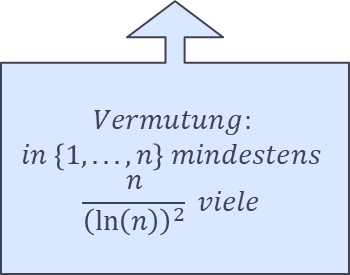 Vermutung:
in {1,...,n} mindestens
n/(ln(n))² viele